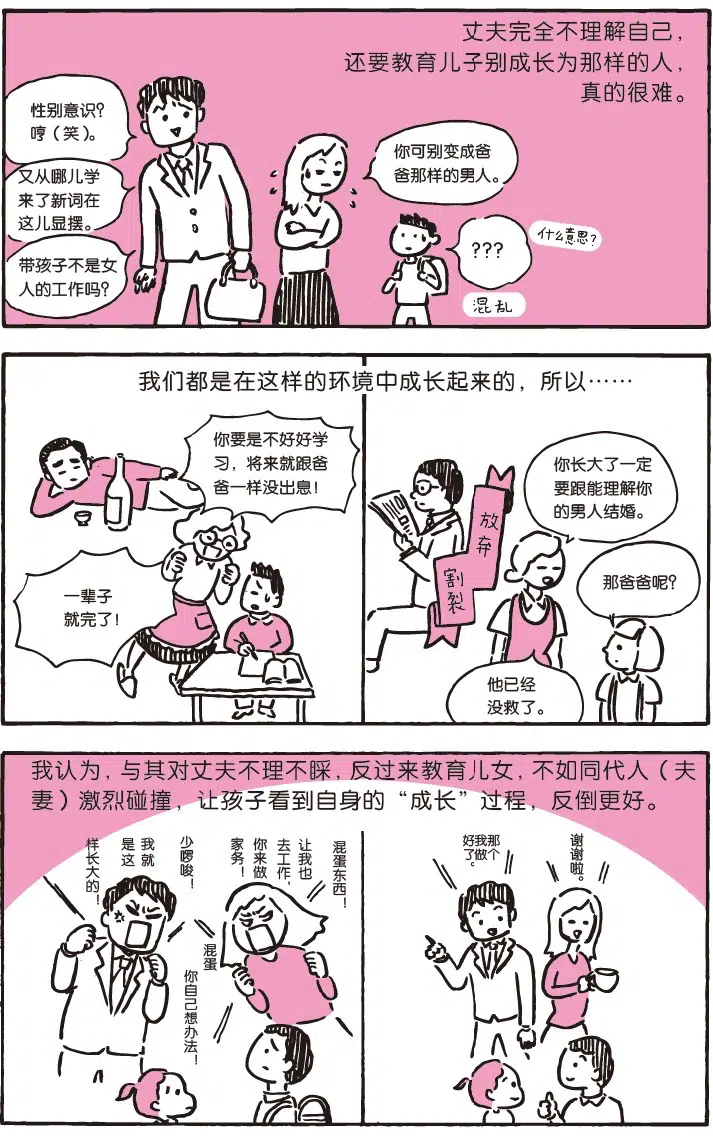 丈夫完全不理解自己，
还要教育儿子别成长为那样的人，
真的很难。
性别意识？
哼（笑）。
又从哪儿学
来了新词在
这儿显摆。
带孩子不是女
人的工作吗？
你可别变成爸
爸那样的男人。
？？？
什么意思？
混乱
我们都是在这样的环境中成长起来的，所以……
你要是不好好学
习，将来就跟爸
爸一样没出息！
一辈子
就完了！
放弃
割裂
你长大了一定
要跟能理解你
的男人结婚。
那爸爸呢？
他已经
没救了。
我认为，与其对丈夫不理不睬，反过来教育儿女，不如同代人（夫
妻）激烈碰撞，让孩子看到自身的“成长”过程，反倒更好。
混蛋东西！
让我也
去工作，
你来做
家务！
混蛋
你自己想办法！
少啰唆！
我就
是这
样长大的！
那个
我做
好了。
谢谢啦。